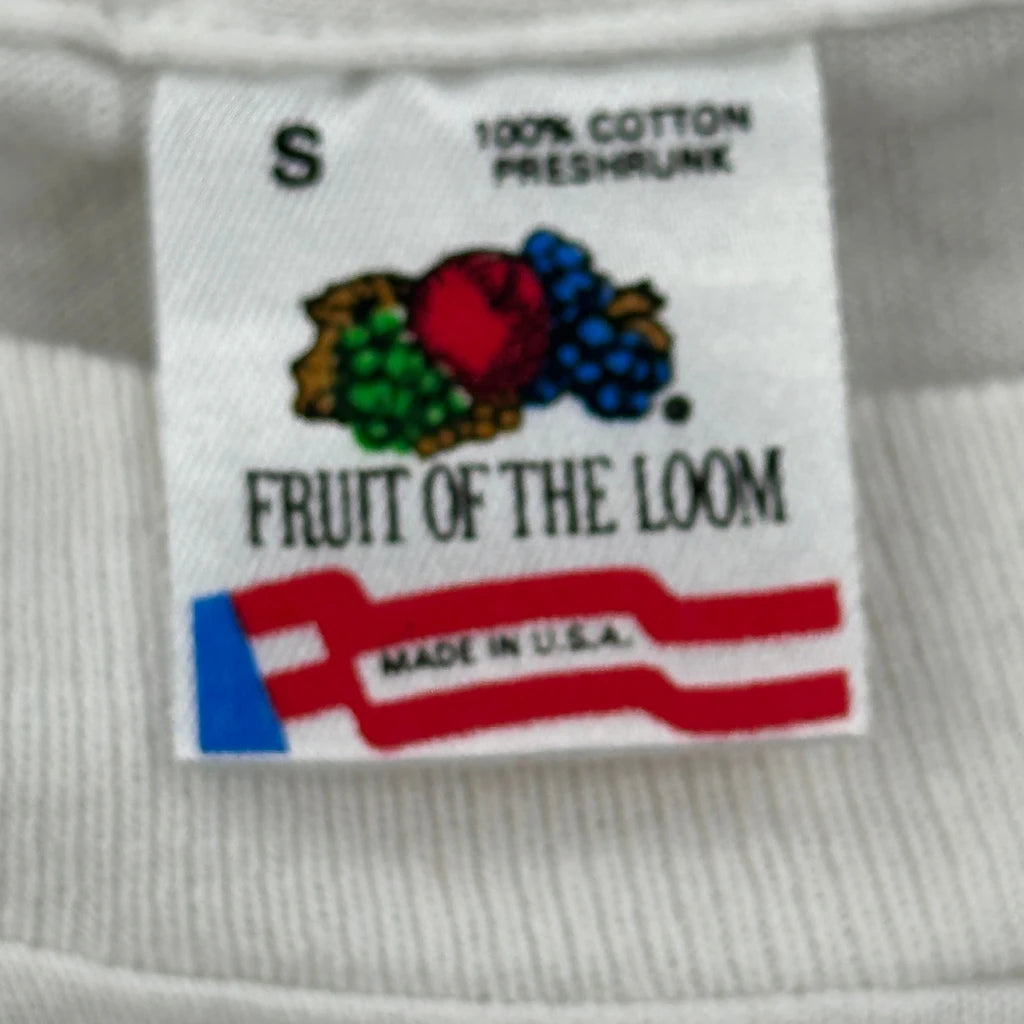 S
100% COTTON
PRESHRUNK
FRUIT OF THE LOOM
MADE IN U.S.A.